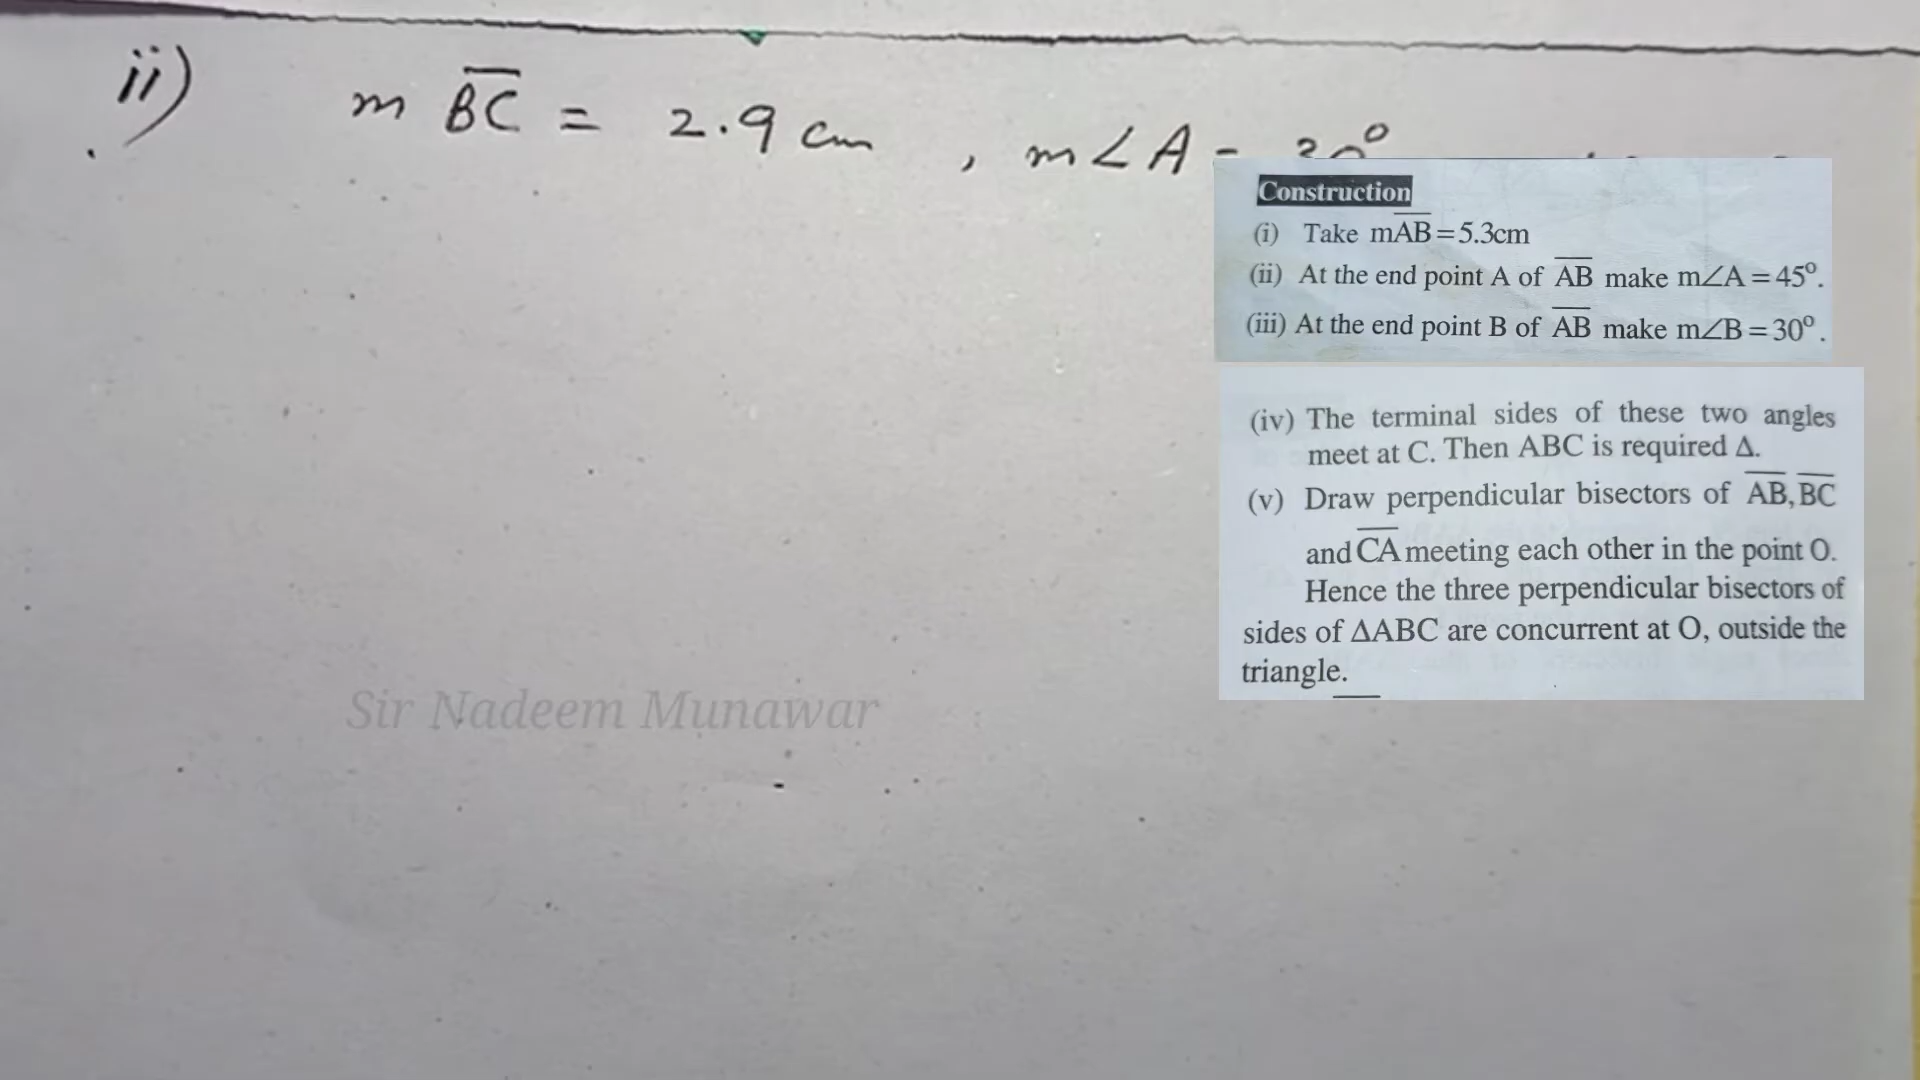 ii) m BC = 2.9 cm , m∠A = 30°
Construction
(i) Take mAB=5.3cm
(ii) At the end point A of AB make m∠A=45°.
(iii) At the end point B of AB make m∠B=30°.
(iv) The terminal sides of these two angles
meet at C. Then ABC is required Δ.
(v) Draw perpendicular bisectors of AB,BC
and CA meeting each other in the point O.
Hence the three perpendicular bisectors of
sides of ΔABC are concurrent at O, outside the
triangle.
Sir Nadeem Munawar